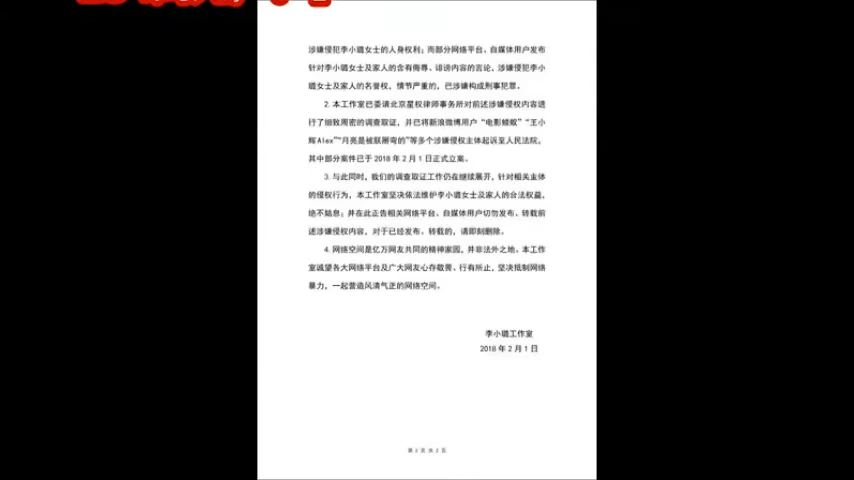 涉嫌侵犯李小璐女士的人身权利；而部分网络平台、自媒体用户发布
针对李小璐女士及家人的含有侮辱、诽谤内容的言论，涉嫌侵犯李小
璐女士及家人的名誉权，情节严重的，已涉嫌构成刑事犯罪。
2. 本工作室已委请北京星权律师事务所对前述涉嫌侵权内容进
行了细致周密的调查取证，并已将新浪微博用户“电影蝗蚁”“王小
辉Alex”“月亮是被朕掰弯的”等多个涉嫌侵权主体起诉至人民法院，
其中部分案件已于 2018 年 2 月 1 日正式立案。
3. 与此同时，我们的调查取证工作仍在继续展开，针对相关主体
的侵权行为，本工作室坚决依法维护李小璐女士及家人的合法权益，
绝不姑息；并在此正告相关网络平台、自媒体用户切勿发布、转载前
述涉嫌侵权内容，对于已经发布、转载的，请即刻删除。
4. 网络空间是亿万网友共同的精神家园，并非法外之地。本工作
室诚望各大网络平台及广大网友心存敬畏、行有所止，坚决抵制网络
暴力，一起营造风清气正的网络空间。
李小璐工作室
2018 年 2 月 1 日
第 2 页 共 2 页